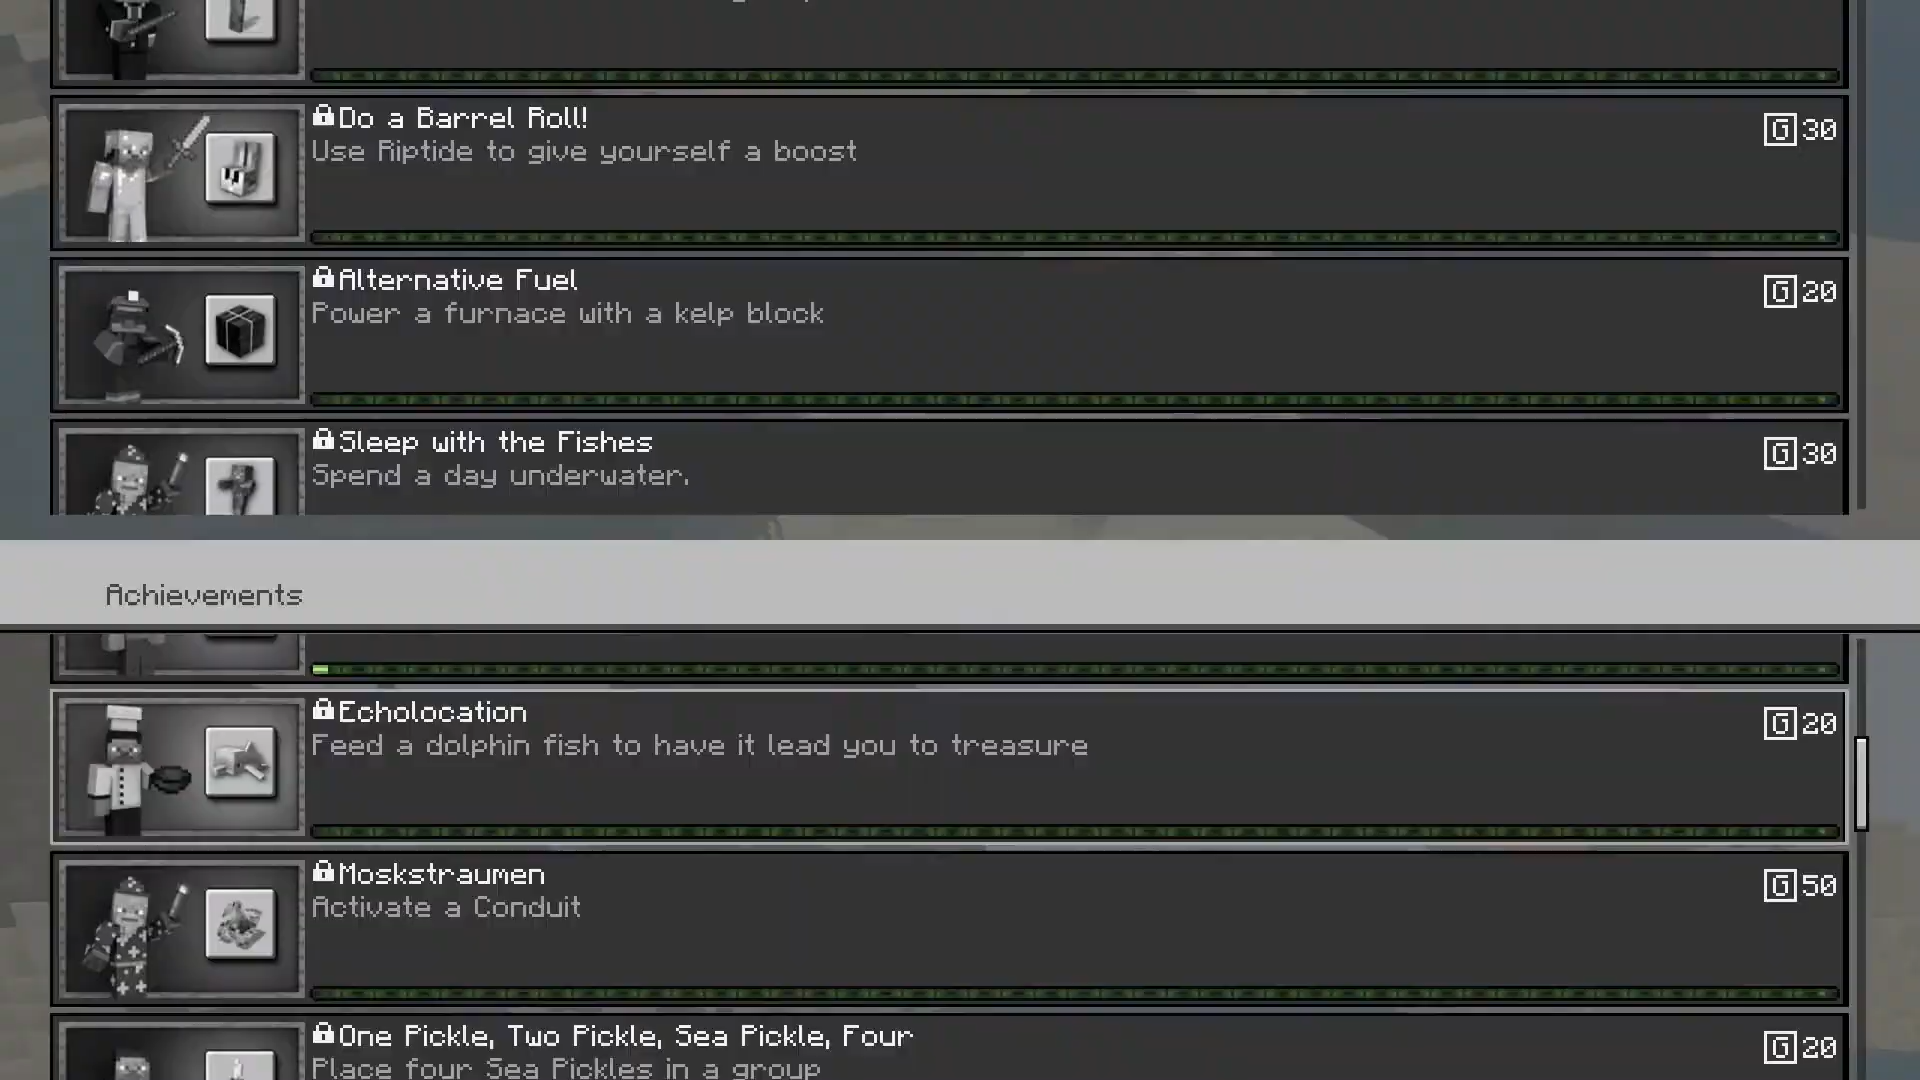 Do a Barrel Roll!
G 30
Use Riptide to give yourself a boost
Alternative Fuel
G 20
Power a furnace with a kelp block
Sleep with the Fishes
G 30
Spend a day underwater.
Achievements
Echolocation
G 20
Feed a dolphin fish to have it lead you to treasure
Moskstraumen
G 50
Activate a Conduit
One Pickle, Two Pickle, Sea Pickle, Four
G 20
Place four Sea Pickles in a group